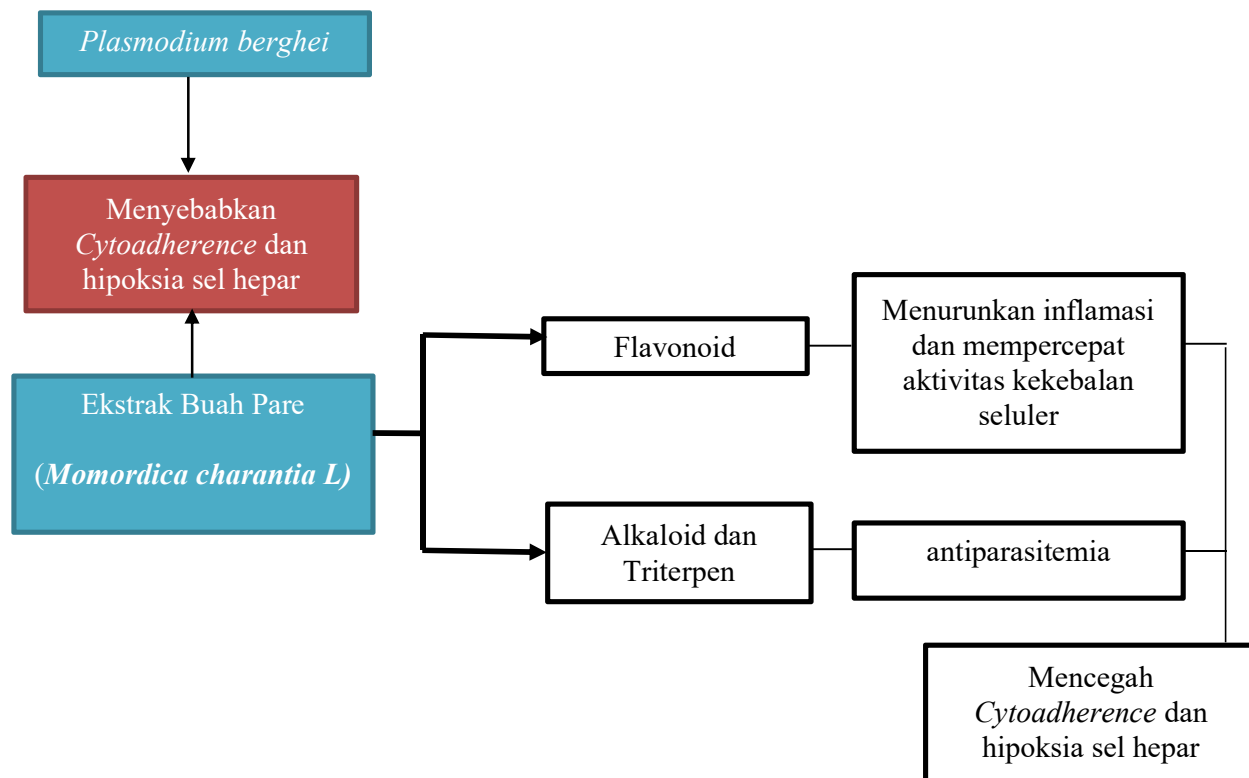 Plasmodium berghei
Menyebabkan
Cytoadherence dan
hipoksia sel hepar
Ekstrak Buah Pare
(Momordica charantia L)
Flavonoid
Menurunkan inflamasi
dan mempercepat
aktivitas kekebalan
seluler
Alkaloid dan
Triterpen
antiparasitemia
Mencegah
Cytoadherence dan
hipoksia sel hepar